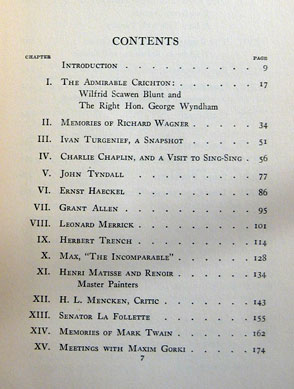 CONTENTS
CHAPTER PAGE
INTRODUCTION . . . . . . . . . . 9
I. THE ADMIRABLE CRICHTON: . . . . . . 17
Wilfrid Scawen Blunt and
The Right Hon. George Wyndham
II. MEMORIES OF RICHARD WAGNER . . . . . 34
III. IVAN TURGENIEF, A SNAPSHOT . . . . . 51
IV. CHARLIE CHAPLIN, AND A VISIT TO SING-SING . 56
V. JOHN TYNDALL . . . . . . . . . 77
VI. ERNST HAECKEL . . . . . . . . . 86
VII. GRANT ALLEN . . . . . . . . . 95
VIII. LEONARD MERRICK . . . . . . . . 101
IX. HERBERT TRENCH . . . . . . . . 114
X. MAX, "THE INCOMPARABLE" . . . . . . 128
XI. HENRI MATISSE AND RENOIR . . . . . . 134
Master Painters
XII. H. L. MENCKEN, CRITIC . . . . . . . 143
XIII. SENATOR LA FOLLETTE . . . . . . . 155
XIV. MEMORIES OF MARK TWAIN . . . . . . 162
XV. MEETINGS WITH MAXIM GORKI . . . . . 174
7